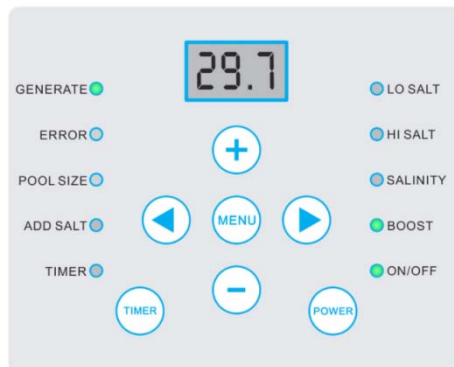 29.7
GENERATE
LO SALT
ERROR
HI SALT
+
POOL SIZE
SALINITY
MENU
ADD SALT
BOOST
TIMER
ON/OFF
−
TIMER
POWER